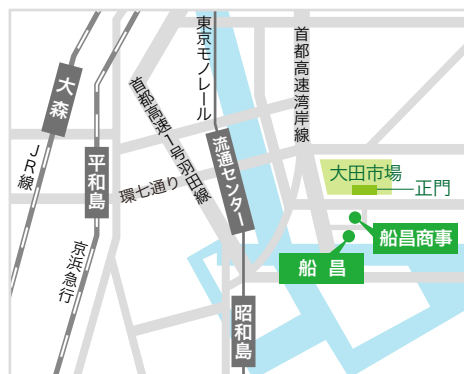 東京モノレール
首都高速湾岸線
大森
首都高速1号羽田線
流通センター
平和島
JR線
環七通り
大田市場
正門
船昌商事
船昌
京浜急行
昭和島